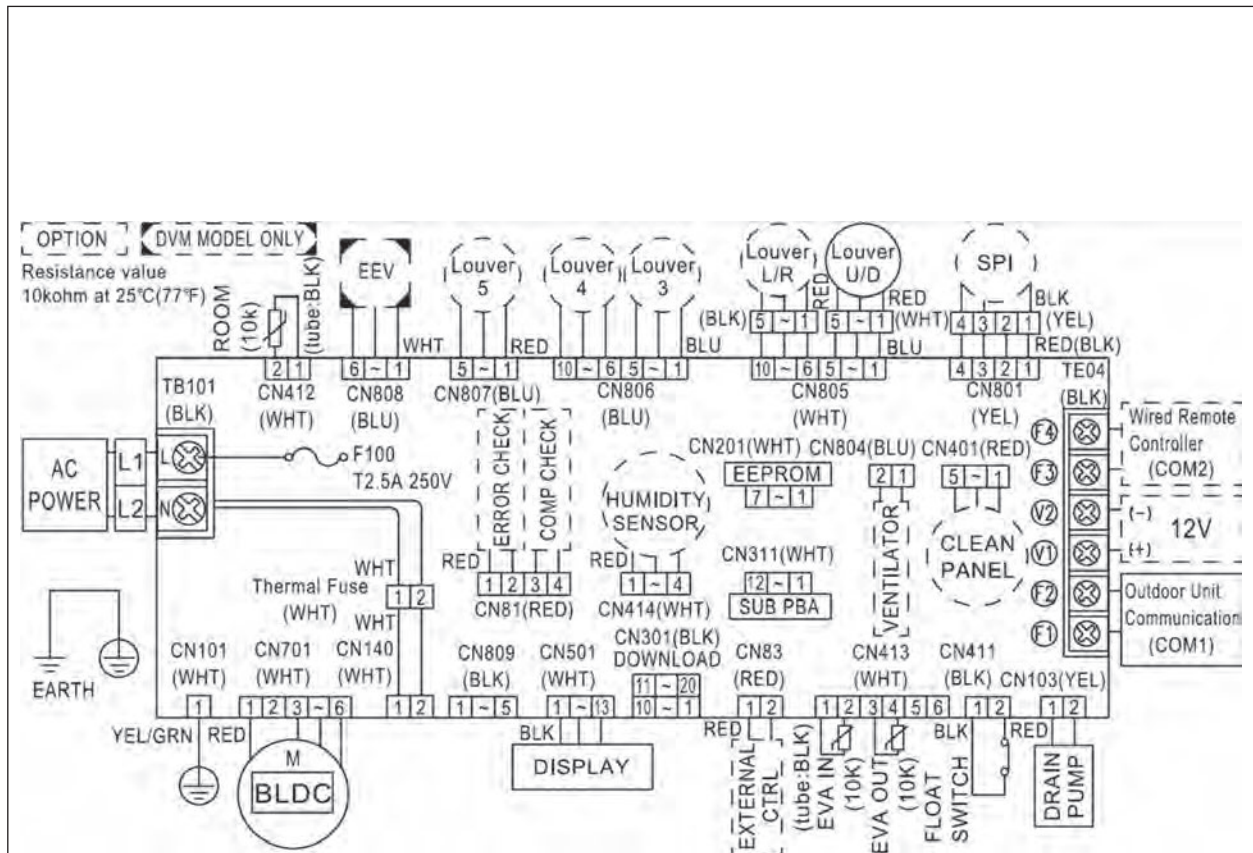 OPTION
DVM MODEL ONLY
Resistance value
10kohm at 25°C(77°F)
ROOM
(10k)
(tube:BLK)
EEV
Louver
5
Louver
4
Louver
3
Louver
L/R
RED
Louver
U/D
SPI
RED
BLK
(BLK) 5 ~ 1
5 ~ 1 (WHT)
4 3 2 1 (YEL)
WHT
RED
BLU
BLU
RED(BLK)
2 1
6 ~ 1
5 ~ 1
10 ~ 6 5 ~ 1
10 ~ 6 5 ~ 1
4 3 2 1
TE04
(BLK)
TB101
(BLK)
CN412
(WHT)
CN808
(BLU)
CN807(BLU)
CN806
(BLU)
CN805
(WHT)
CN801
(YEL)
AC
POWER
L1
L2
L
N
F100
T2.5A 250V
ERROR CHECK
COMP CHECK
RED
1 2 3 4
CN81(RED)
HUMIDITY
SENSOR
RED
1 ~ 4
CN414(WHT)
CN201(WHT)
EEPROM
7 ~ 1
CN804(BLU)
2 1
VENTILATOR
CN401(RED)
5 ~ 1
CLEAN
PANEL
CN311(WHT)
12 ~ 1
SUB PBA
F4
F3
V2
V1
F2
F1
Wired Remote
Controller
(COM2)
(-)
12V
(+)
Outdoor Unit
Communication
(COM1)
WHT
Thermal Fuse
(WHT)
1 2
WHT
EARTH
CN101
(WHT)
1
YEL/GRN
CN701
(WHT)
1 2 3 ~ 6
RED
M
BLDC
CN140
(WHT)
1 2
CN809
(BLK)
1 ~ 5
CN501
(WHT)
1 ~ 13
BLK
DISPLAY
CN301(BLK)
DOWNLOAD
11 ~ 20
10 ~ 1
CN83
(RED)
1 2
RED
EXTERNAL
CTRL
CN413
(WHT)
1 2 3 4 5 6
(tube:BLK)
EVA IN
(10K)
EVA OUT
(10K)
FLOAT
SWITCH
CN411
(BLK)
1 2
BLK
CN103(YEL)
1 2
RED
DRAIN
PUMP